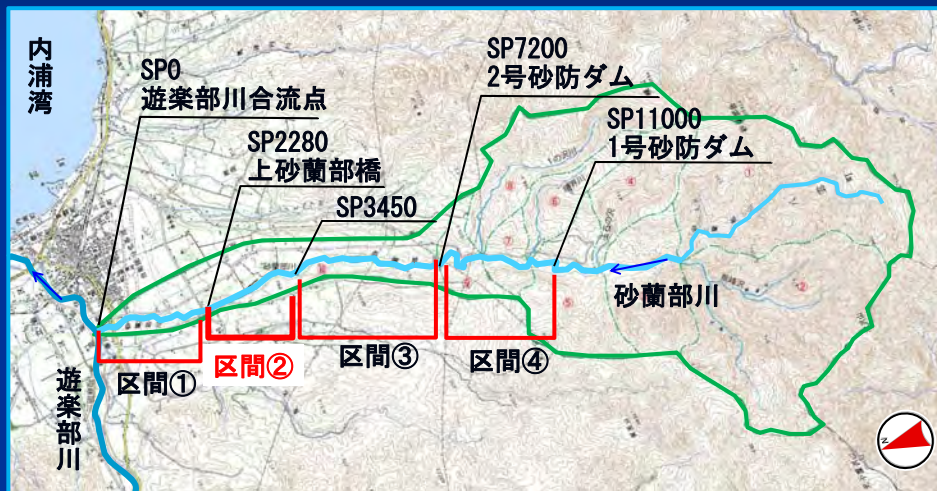 内浦湾
SP0
遊楽部川合流点
SP2280
上砂蘭部橋
SP3450
SP7200
2号砂防ダム
SP11000
1号砂防ダム
砂蘭部川
区間①
区間②
区間③
区間④
遊楽部川
N